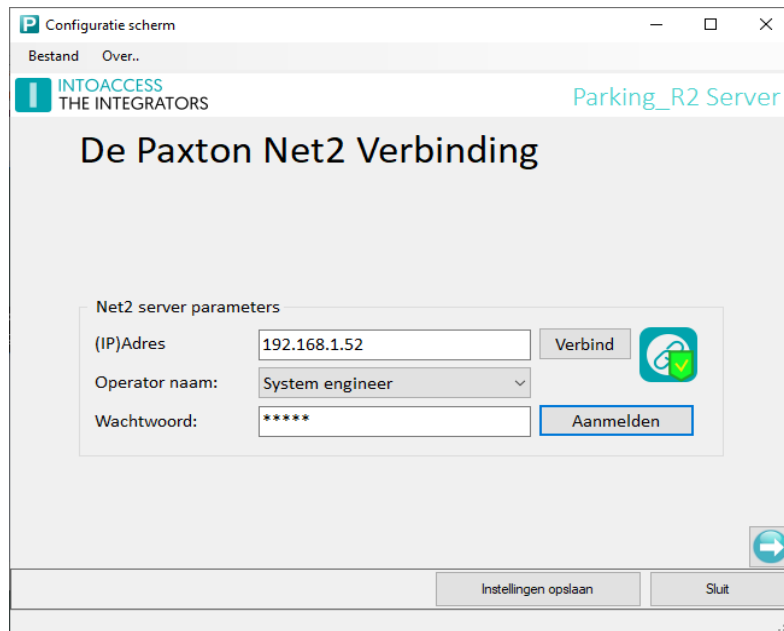 P Configuratie scherm
Bestand Over..
INTOACCESS
THE INTEGRATORS
Parking_R2 Server
De Paxton Net2 Verbinding
Net2 server parameters
(IP)Adres 192.168.1.52 Verbind
Operator naam: System engineer
Wachtwoord: ***** Aanmelden
Instellingen opslaan Sluit